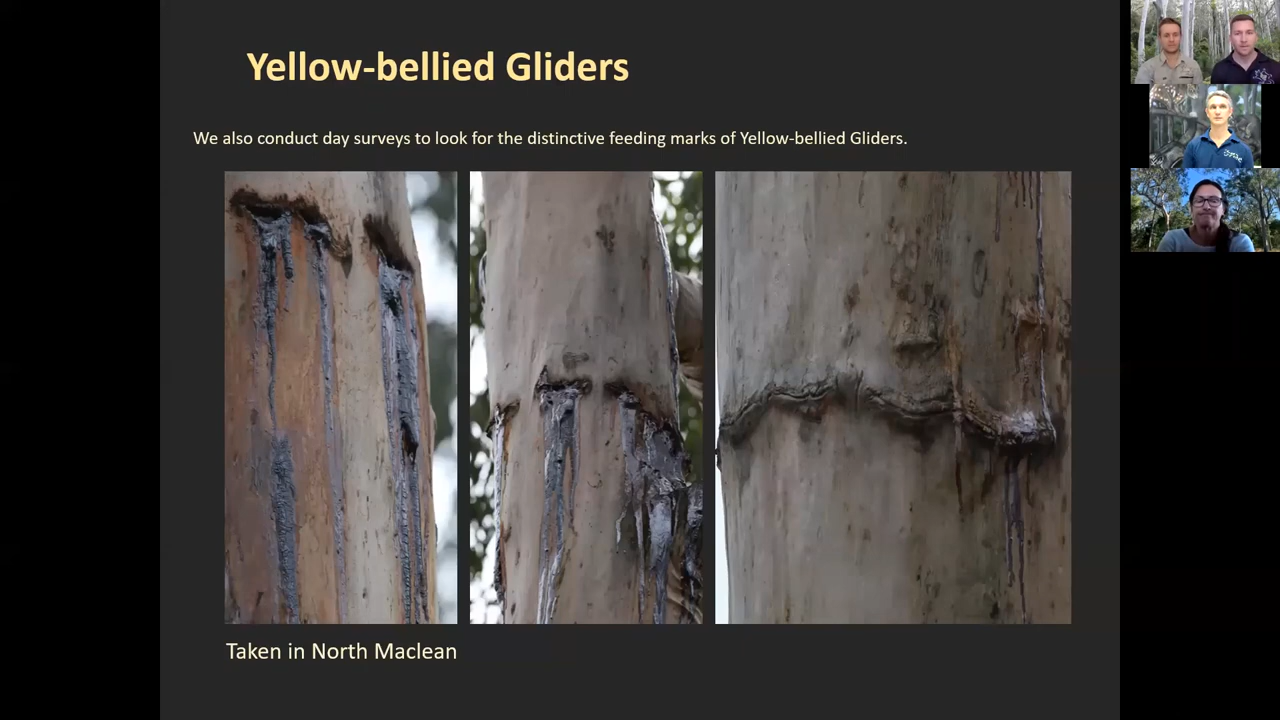 Yellow-bellied Gliders
We also conduct day surveys to look for the distinctive feeding marks of Yellow-bellied Gliders.
Taken in North Maclean